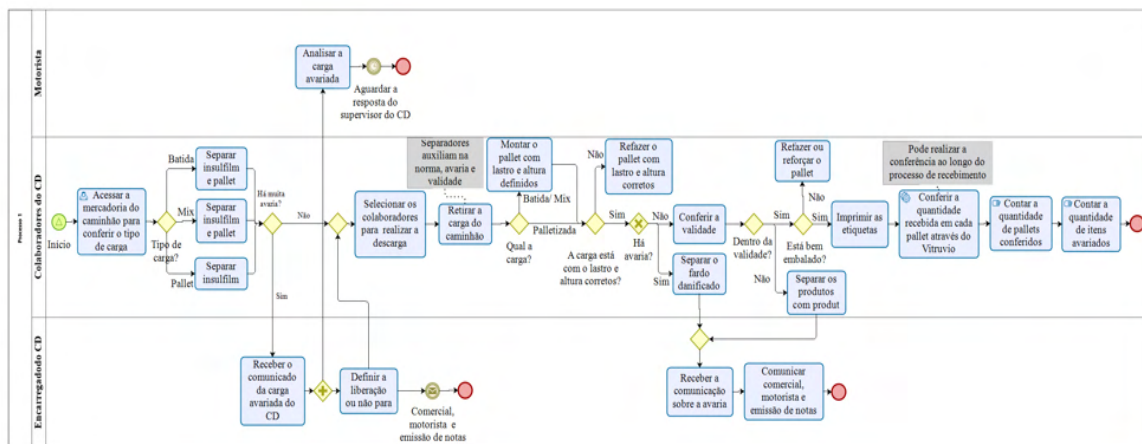 Processo 1
Motorista
Analisar a
carga
avariada
Aguardar a
resposta do
supervisor do CD
Colaboradores do CD
Início
Acessar a
mercadoria do
caminhão para
conferir o tipo de
carga
Tipo de
carga?
Batida
Mix
Pallet
Separar
insulfilm
e pallet
Separar
insulfilm
e pallet
Separar
insulfilm
Há muita
avaria?
Não
Sim
Selecionar os
colaboradores
para realizar a
descarga
Separadores
auxiliam na
norma, avaria e
validade
Retirar a
carga do
caminhão
Qual a
carga?
Montar o
pallet com
lastro e altura
definidos
Batida/ Mix
Palletizada
A carga está
com o lastro e
altura corretos?
Não
Refazer o
pallet com
lastro e altura
corretos
Sim
Há
avaria?
Não
Sim
Conferir a
validade
Separar o
fardo
danificado
Dentro da
validade?
Sim
Não
Separar os
produtos
com produt
Está bem
embalado?
Refazer ou
reforçar o
pallet
Não
Sim
Imprimir as
etiquetas
Pode realizar a
conferência ao longo do
processo de recebimento
Conferir a
quantidade
recebida em cada
pallet através do
Vitruvio
Contar a
quantidade
de pallets
conferidos
Contar a
quantidade
de itens
avariados
Encarregadodo CD
Receber o
comunicado
da carga
avariada do
CD
Definir a
liberação
ou não para
Comercial,
motorista e
emissão de notas
Receber a
comunicação
sobre a avaria
Comunicar
comercial,
motorista e
emissão de notas